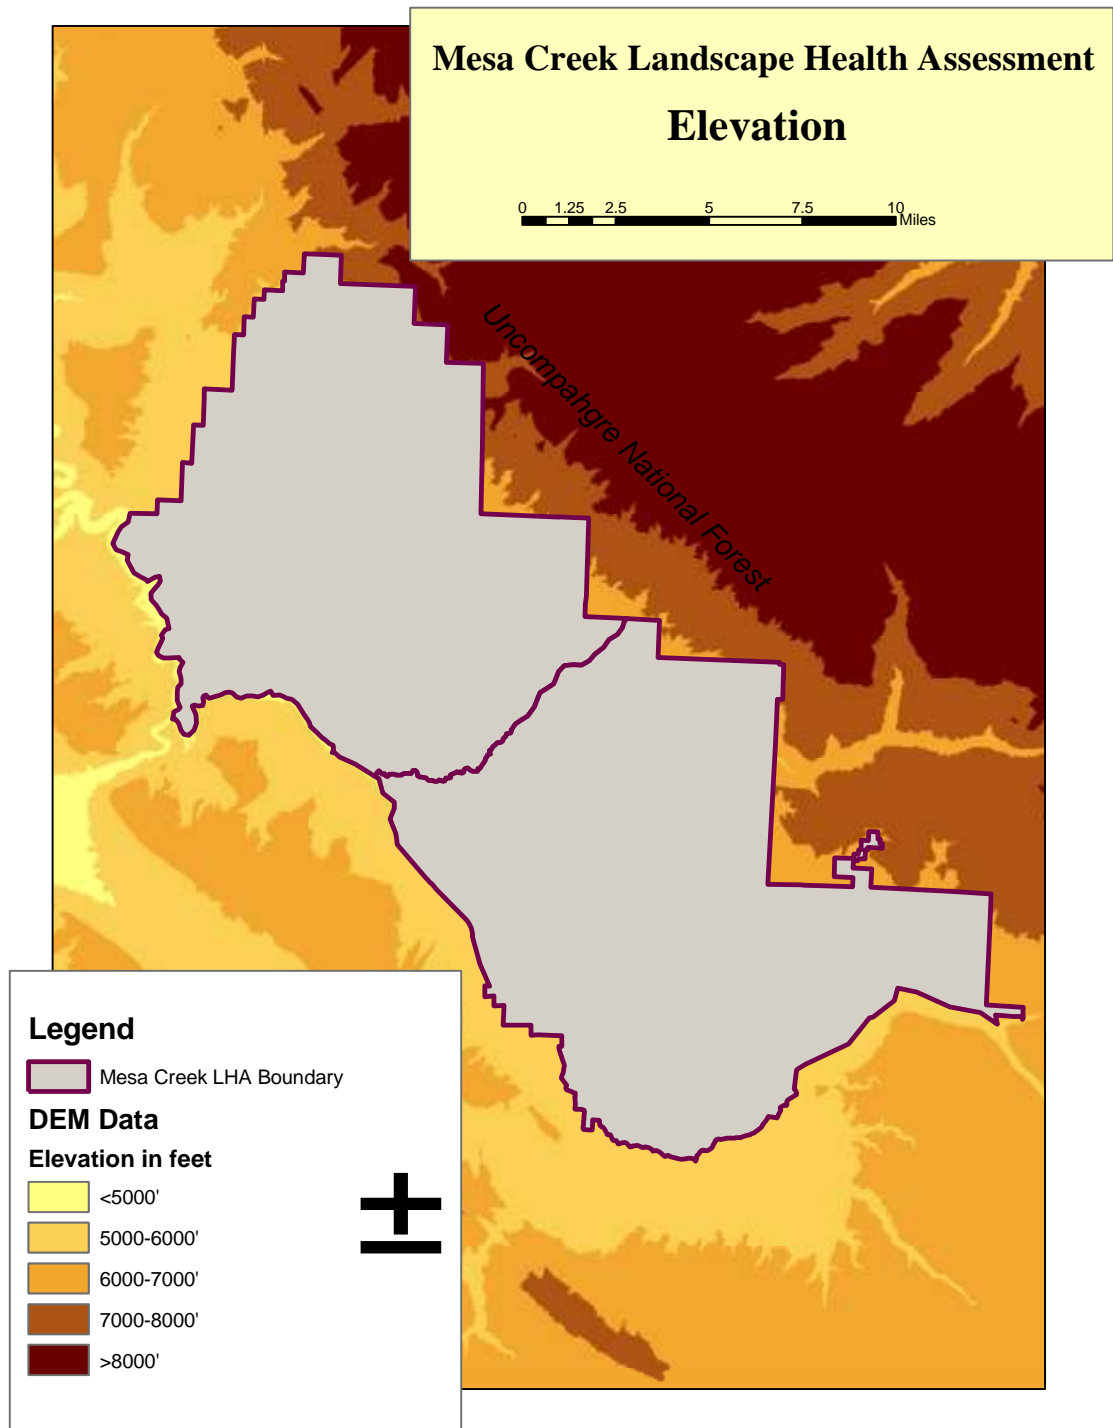 Mesa Creek Landscape Health Assessment
Elevation
0 1.25 2.5 5 7.5 10
Miles
Uncompahgre National Forest
Legend
Mesa Creek LHA Boundary
DEM Data
Elevation in feet
<5000'
5000-6000'
6000-7000'
7000-8000'
>8000'
±